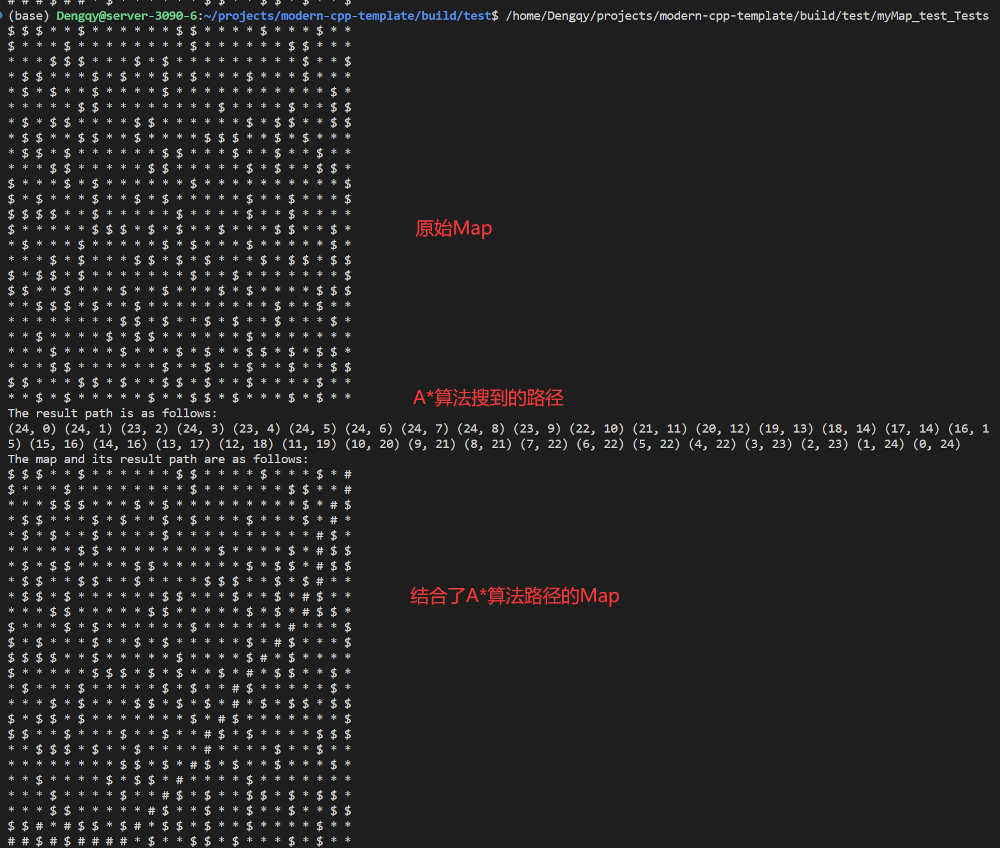 (base) Dengqy@server-3090-6:~/projects/modern-cpp-template/build/test$ /home/Dengqy/projects/modern-cpp-template/build/test/myMap_test_Tests
$ $ $ * * $ * * * * * * $ $ * * * * $ * * * $ * *
$ * * * $ * * * * * * * * $ * * * * * * $ $ * * *
* * * $ $ $ * * * $ * $ * * * * * * * * * $ * * $
* $ $ * * * $ * $ * * $ * $ * * * $ * * * $ * * *
* $ * $ * * $ * * * * $ * * * * * * * * * * * $ *
* * * * * $ $ * * * * * * * * $ * * * * $ * * $ $
* $ * $ $ * * * * $ $ * * * * * * $ * $ $ * * $ $
* $ $ * * $ $ * * $ * * * * $ $ $ * * $ * $ * * *
* $ $ * $ * * * * * * $ $ * * * $ * * $ * * $ * *
* * * $ $ * * * * * $ $ * * * * * $ * $ * * $ $ *
$ * * * $ * $ * * * * * * $ * * * * * * * * * * $
$ * $ * * * $ * * $ * $ * * * * * $ * * $ * * * $
$ $ $ $ * * $ * * * * * $ * * * * $ * * $ * * * *
$ * * * * * $ $ $ * $ * $ * * $ * * * $ $ * * $ *
原始Map
* $ * * * $ * * * * * $ * $ * * * $ * * * * * $ *
* * * $ * $ * * * $ $ * $ * $ * * * $ * $ $ * $ $
$ * $ $ * $ * * * * * * * $ * * $ * * * * * * * $
$ $ * * $ * * * $ * * $ * * * $ * $ * * * * $ $ $
* * $ $ $ * $ * * $ * * * * * * * * * $ * * $ * *
* * * * * * * * $ $ * $ * * $ * $ * * $ * * * $ *
* * $ * * * * $ * $ $ * * * * * * $ * * * * * * *
* * * $ * * * * $ * * * $ * $ * * $ $ * $ * $ $ *
* * * $ $ * * * * * * $ * * $ * * $ * * $ * * $ $
$ $ * * * $ $ * $ * * $ $ * $ * * $ * * * * $ * *
* * $ * $ * * * * * $ * * $ $ * $ * * * $ * $ * *
A*算法搜到的路径
The result path is as follows:
(24, 0) (24, 1) (23, 2) (24, 3) (23, 4) (24, 5) (24, 6) (24, 7) (24, 8) (23, 9) (22, 10) (21, 11) (20, 12) (19, 13) (18, 14) (17, 14) (16, 1
5) (15, 16) (14, 16) (13, 17) (12, 18) (11, 19) (10, 20) (9, 21) (8, 21) (7, 22) (6, 22) (5, 22) (4, 22) (3, 23) (2, 23) (1, 24) (0, 24)
The map and its result path are as follows:
$ $ $ * * $ * * * * * * $ $ * * * * $ * * * $ * #
$ * * * $ * * * * * * * * $ * * * * * * $ $ * * #
* * * $ $ $ * * * $ * $ * * * * * * * * * $ * # $
* $ $ * * * $ * $ * * $ * $ * * * $ * * * $ * # *
* $ * $ * * $ * * * * $ * * * * * * * * * * # $ *
* * * * * $ $ * * * * * * * * $ * * * * $ * # $ $
* $ * $ $ * * * * $ $ * * * * * * $ * $ $ * # $ $
* $ $ * * $ $ * * $ * * * * $ $ $ * * $ * $ # * *
* $ $ * $ * * * * * * $ $ * * * $ * * $ * # $ * *
结合了A*算法路径的Map
* * * $ $ * * * * * $ $ * * * * * $ * $ * # $ $ *
$ * * * $ * $ * * * * * * $ * * * * * * # * * * $
$ * $ * * * $ * * $ * $ * * * * * $ * # $ * * * $
$ $ $ $ * * $ * * * * * $ * * * * $ # * $ * * * *
$ * * * * * $ $ $ * $ * $ * * $ * # * $ $ * * $ *
* $ * * * $ * * * * * $ * $ * * # $ * * * * * $ *
* * * $ * $ * * * $ $ * $ * $ * # * $ * $ $ * $ $
$ * $ $ * $ * * * * * * * $ * # $ * * * * * * * $
$ $ * * $ * * * $ * * $ * * # $ * $ * * * * $ $ $
* * $ $ $ * $ * * $ * * * * # * * * * $ * * $ * *
* * * * * * * * $ $ * $ * # $ * $ * * $ * * * $ *
* * $ * * * * $ * $ $ * # * * * * $ * * * * * * *
* * * $ * * * * $ * * # $ * $ * * $ $ * $ * $ $ *
* * * $ $ * * * * * # $ * * $ * * $ * * $ * * $ $
$ $ # * # $ $ * $ # * $ $ * $ * * $ * * * * $ * *
# # $ # $ # # # # * $ * * $ $ * $ * * * $ * $ * *